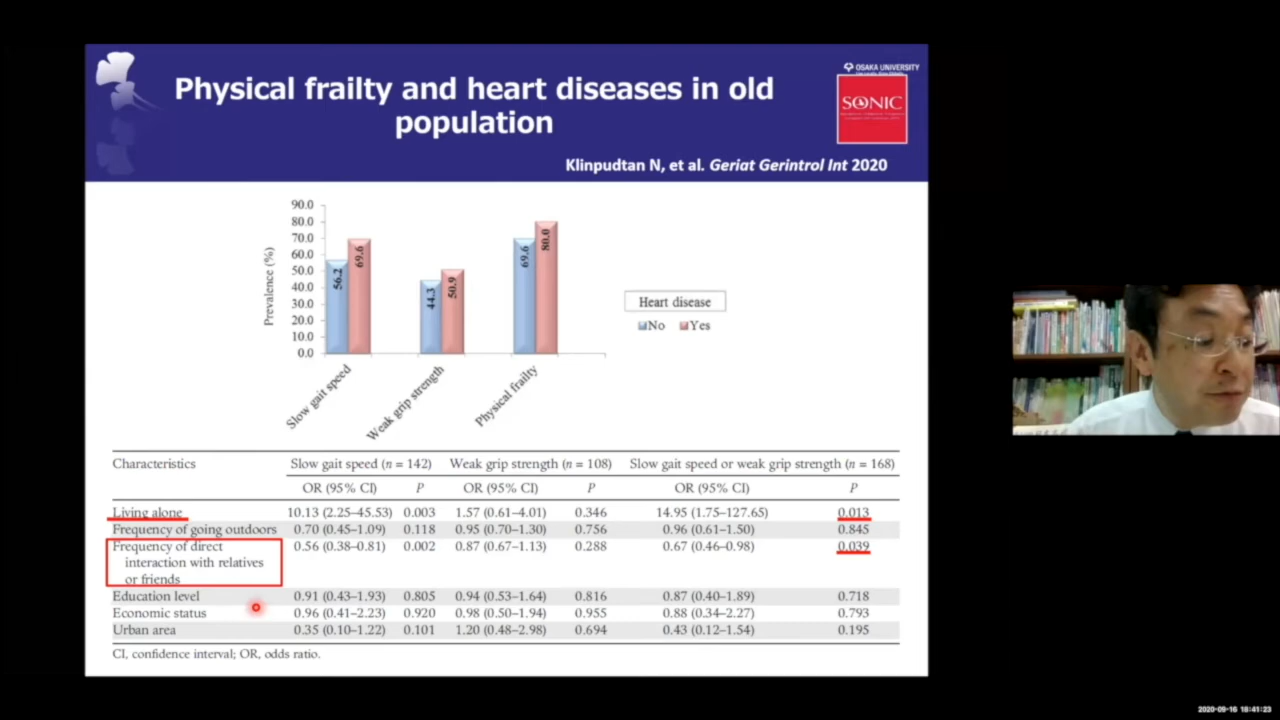 Physical frailty and heart diseases in old
population
OSAKA UNIVERSITY
SONIC
Klinpudtan N, et al. Geriat Gerintrol Int 2020
90.0
80.0
70.0
60.0
50.0
40.0
30.0
20.0
10.0
0.0
Prevalence (%)
56.2
69.6
44.3
50.9
69.6
80.0
Slow gait speed
Weak grip strength
Physical frailty
Heart disease
No Yes
Characteristics Slow gait speed (n = 142) Weak grip strength (n = 108) Slow gait speed or weak grip strength (n = 168)
OR (95% CI) P OR (95% CI) P OR (95% CI) P
Living alone 10.13 (2.25–45.53) 0.003 1.57 (0.61–4.01) 0.346 14.95 (1.75–127.65) 0.013
Frequency of going outdoors 0.70 (0.45–1.09) 0.118 0.95 (0.70–1.30) 0.756 0.96 (0.61–1.50) 0.845
Frequency of direct 0.56 (0.38–0.81) 0.002 0.87 (0.67–1.13) 0.288 0.67 (0.46–0.98) 0.039
interaction with relatives
or friends
Education level 0.91 (0.43–1.93) 0.805 0.94 (0.53–1.64) 0.816 0.87 (0.40–1.89) 0.718
Economic status 0.96 (0.41–2.23) 0.920 0.98 (0.50–1.94) 0.955 0.88 (0.34–2.27) 0.793
Urban area 0.35 (0.10–1.22) 0.101 1.20 (0.48–2.98) 0.694 0.43 (0.12–1.54) 0.195
CI, confidence interval; OR, odds ratio.
2020-09-16 18:41:23